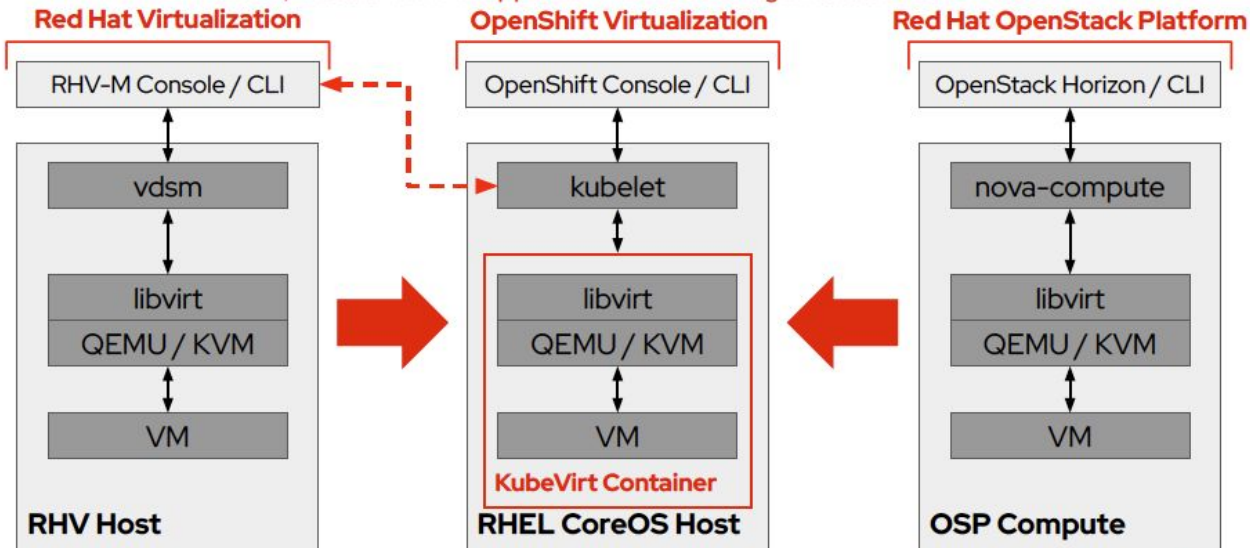 Red Hat Virtualization
OpenShift Virtualization
Red Hat OpenStack Platform
RHV-M Console / CLI
OpenShift Console / CLI
OpenStack Horizon / CLI
vdsm
kubelet
nova-compute
libvirt
libvirt
libvirt
QEMU / KVM
QEMU / KVM
QEMU / KVM
VM
VM
VM
KubeVirt Container
RHV Host
RHEL CoreOS Host
OSP Compute